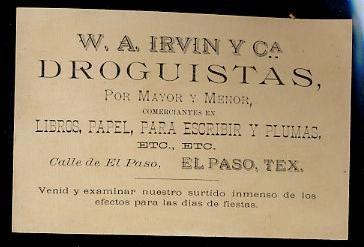 W. A. IRVIN Y Cª
DROGUISTAS,
POR MAYOR Y MENOR,
COMERCIANTES EN
LIBROS, PAPEL, PARA ESCRIBIR Y PLUMAS,
ETC., ETC.
Calle de El Paso, EL PASO, TEX.
Venid y examinar nuestro surtido inmenso de los
efectos para las dias de fiestas.